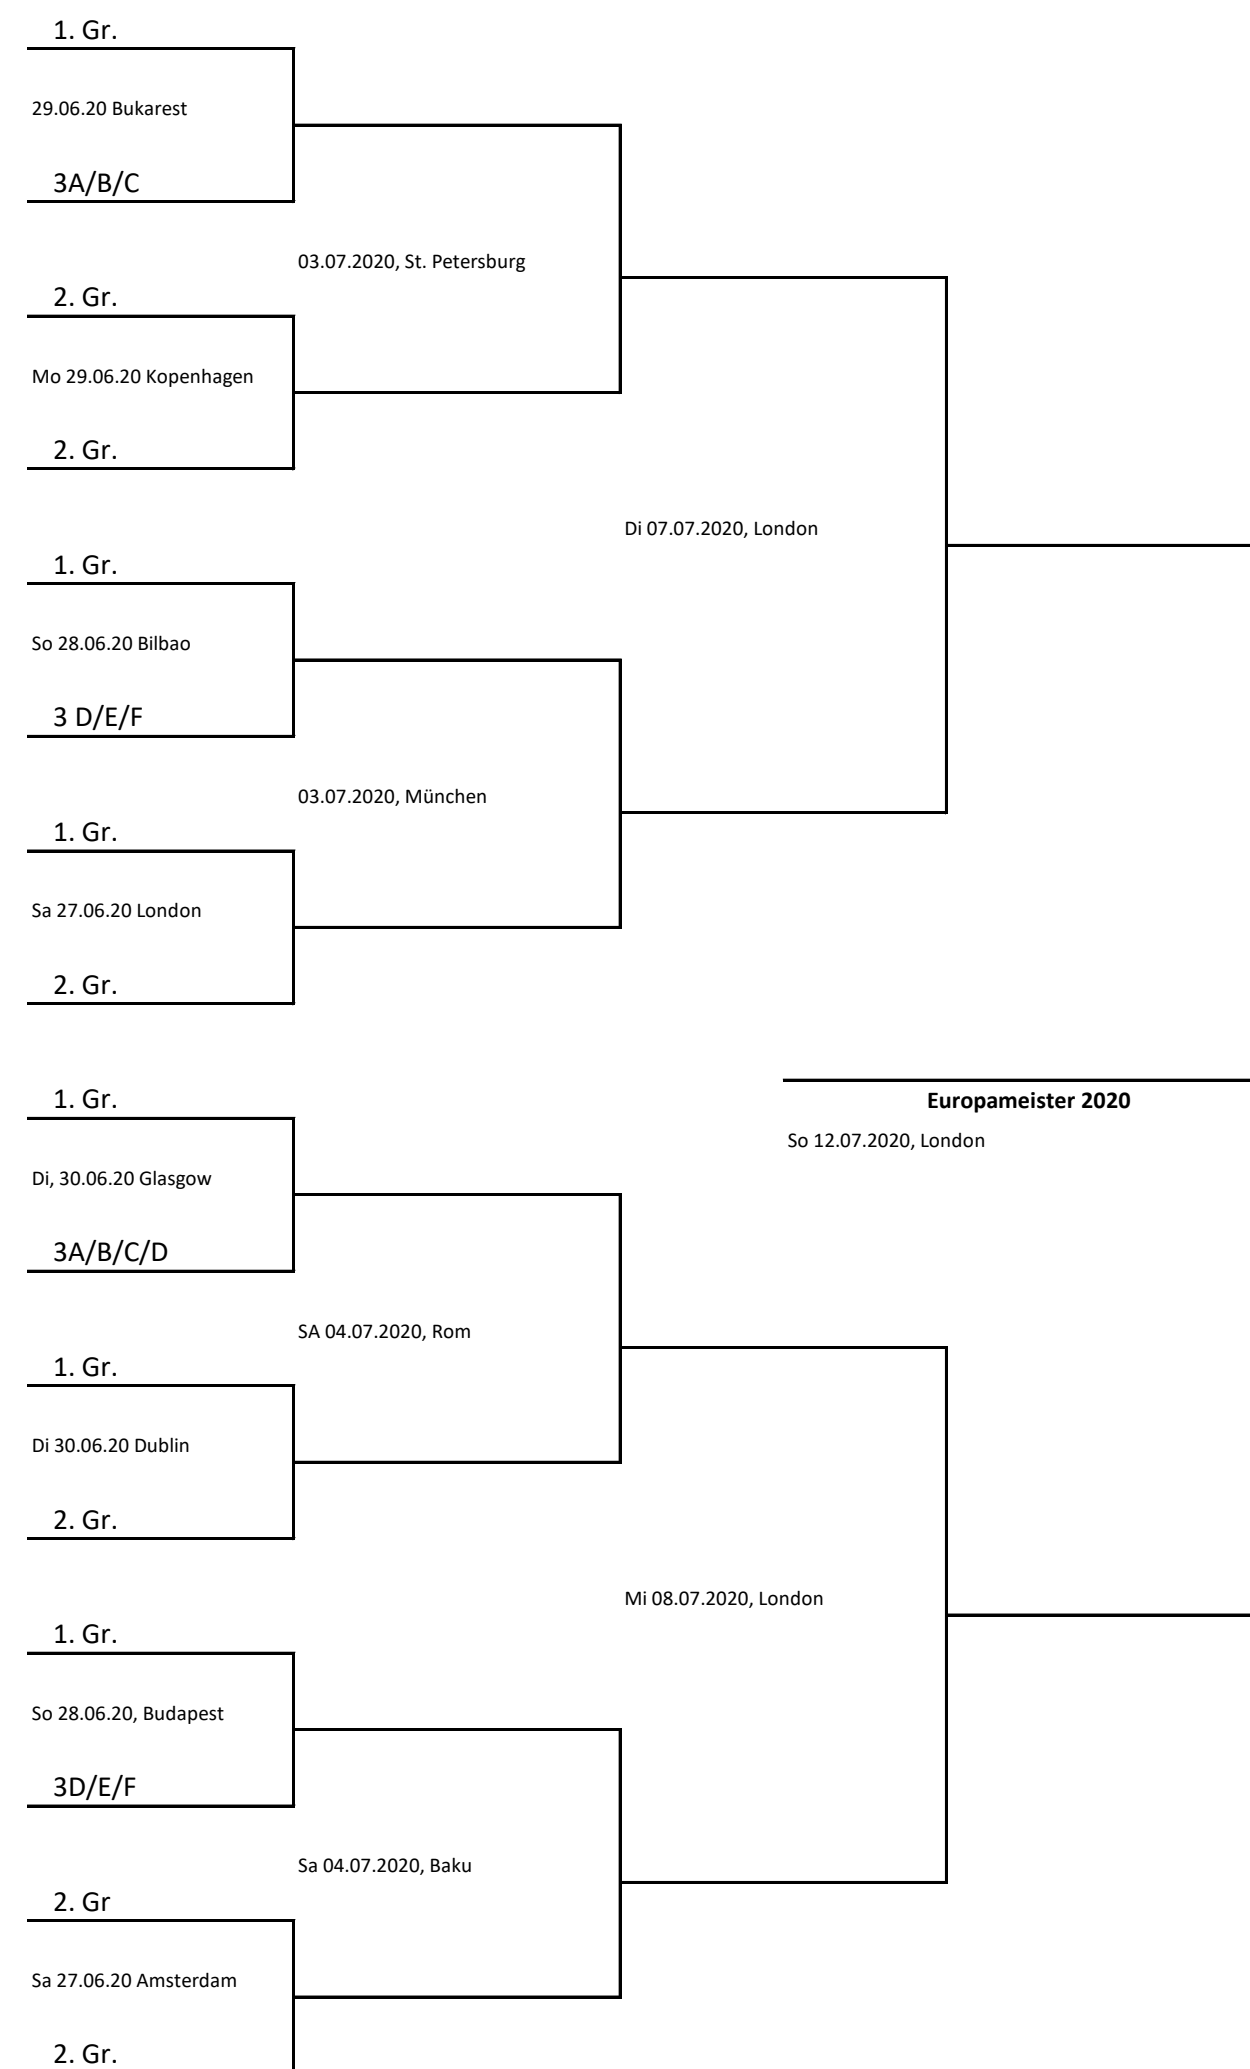 1. Gr.
29.06.20 Bukarest
3A/B/C
03.07.2020, St. Petersburg
2. Gr.
Mo 29.06.20 Kopenhagen
2. Gr.
Di 07.07.2020, London
1. Gr.
So 28.06.20 Bilbao
3 D/E/F
03.07.2020, München
1. Gr.
Sa 27.06.20 London
2. Gr.
1. Gr.
Europameister 2020
So 12.07.2020, London
Di, 30.06.20 Glasgow
3A/B/C/D
SA 04.07.2020, Rom
1. Gr.
Di 30.06.20 Dublin
2. Gr.
Mi 08.07.2020, London
1. Gr.
So 28.06.20, Budapest
3D/E/F
Sa 04.07.2020, Baku
2. Gr
Sa 27.06.20 Amsterdam
2. Gr.